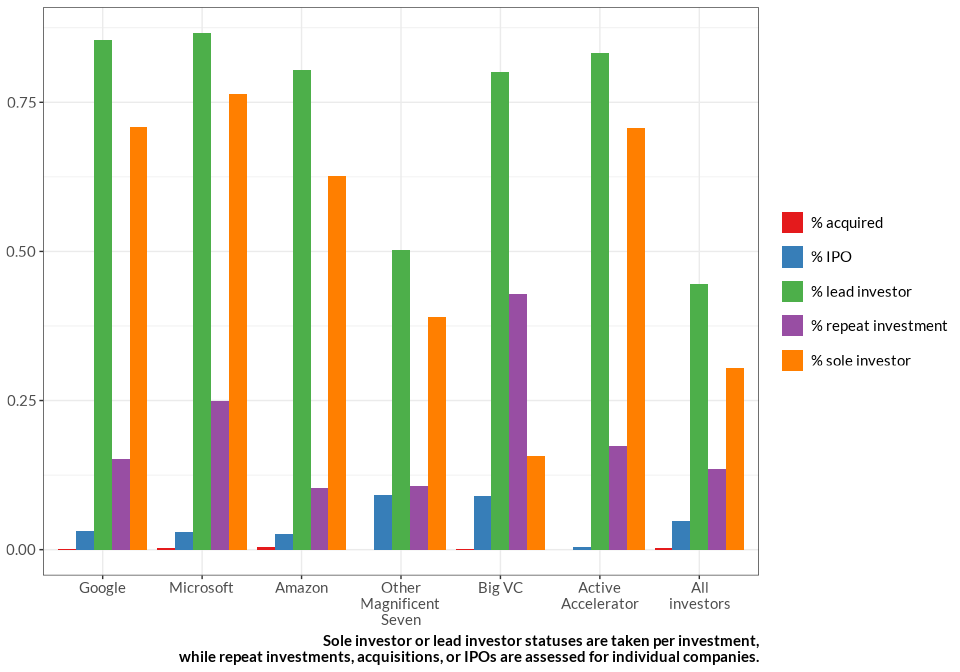 0.75
0.50
0.25
0.00
Google
Microsoft
Amazon
Other
Magnificent
Seven
Big VC
Active
Accelerator
All
investors
% acquired
% IPO
% lead investor
% repeat investment
% sole investor
Sole investor or lead investor statuses are taken per investment,
while repeat investments, acquisitions, or IPOs are assessed for individual companies.